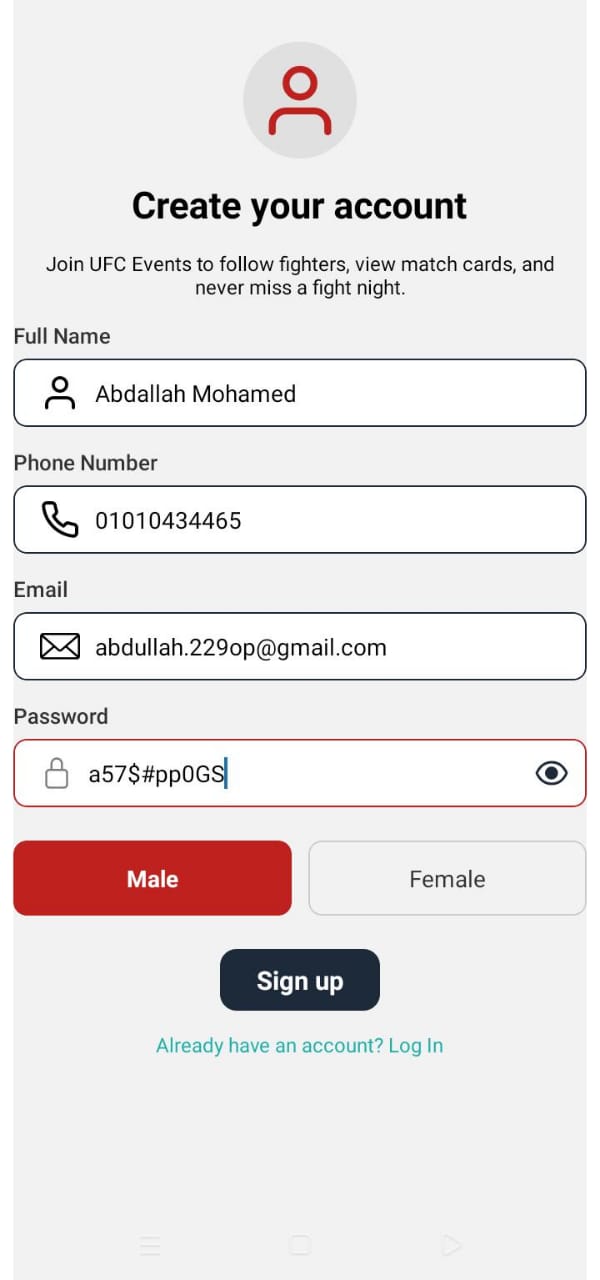 Create your account
Join UFC Events to follow fighters, view match cards, and
never miss a fight night.
Full Name
Abdallah Mohamed
Phone Number
01010434465
Email
abdullah.229op@gmail.com
Password
a57$#pp0GS
Male
Female
Sign up
Already have an account? Log In